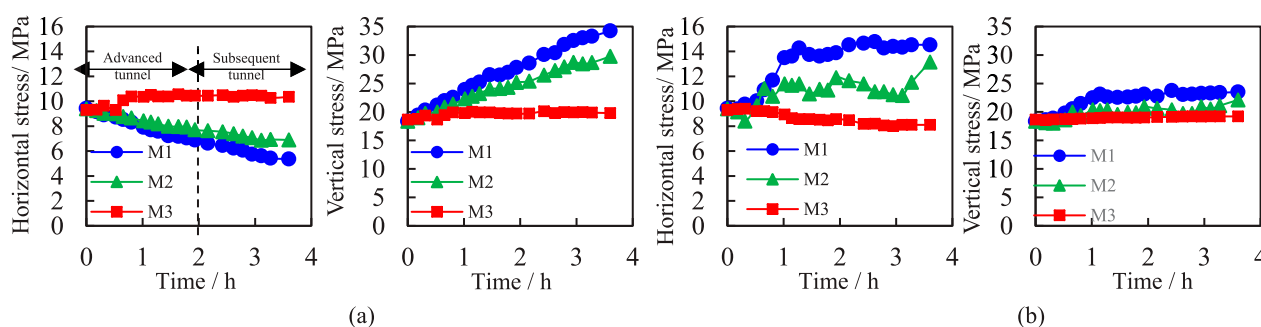 Horizontal stress/ MPa
16
14
12
10
8
6
4
2
0
Advanced tunnel
Subsequent tunnel
M1
M2
M3
0 1 2 3 4
Time / h
Vertical stress/ MPa
35
30
25
20
15
10
5
0
M1
M2
M3
0 1 2 3 4
Time / h
(a)
Horizontal stress/ MPa
16
14
12
10
8
6
4
2
0
M1
M2
M3
0 1 2 3 4
Time / h
Vertical stress/ MPa
35
30
25
20
15
10
5
0
M1
M2
M3
0 1 2 3 4
Time / h
(b)